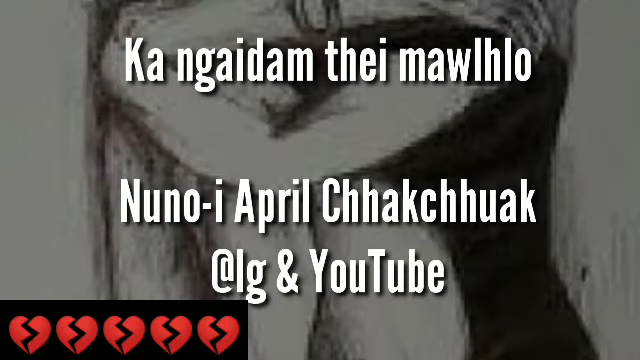 Ka ngaidam thei mawlhlo
Nuno-i April Chhakchhuak
@Ig & YouTube